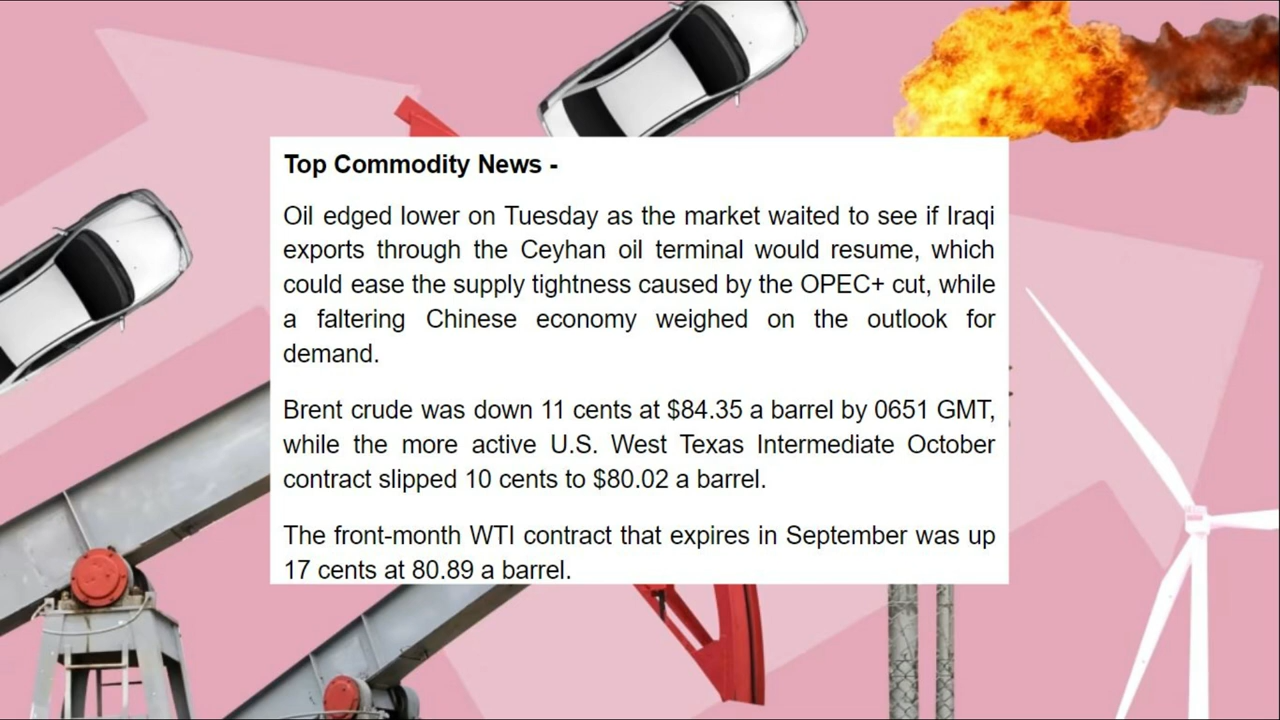 Top Commodity News -
Oil edged lower on Tuesday as the market waited to see if Iraqi
exports through the Ceyhan oil terminal would resume, which
could ease the supply tightness caused by the OPEC+ cut, while
a faltering Chinese economy weighed on the outlook for
demand.
Brent crude was down 11 cents at $84.35 a barrel by 0651 GMT,
while the more active U.S. West Texas Intermediate October
contract slipped 10 cents to $80.02 a barrel.
The front-month WTI contract that expires in September was up
17 cents at 80.89 a barrel.